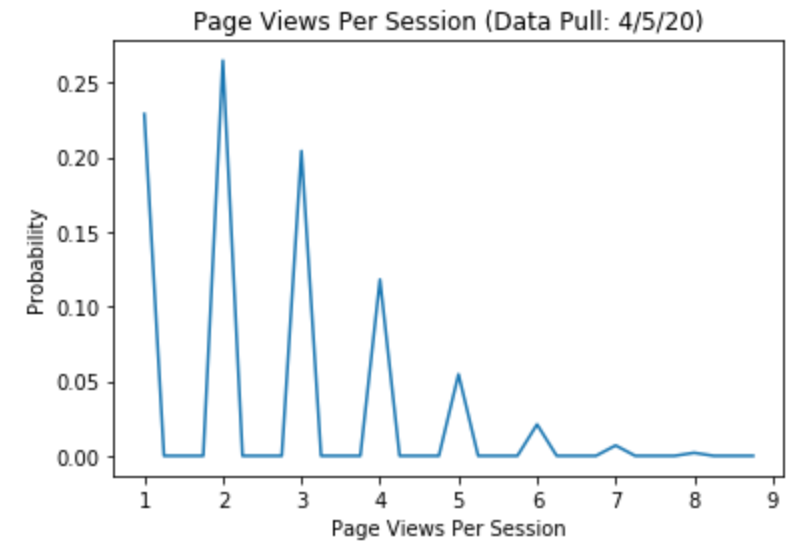 Page Views Per Session (Data Pull: 4/5/20)
0.25
0.20
0.15
0.10
0.05
0.00
Probability
1 2 3 4 5 6 7 8 9
Page Views Per Session